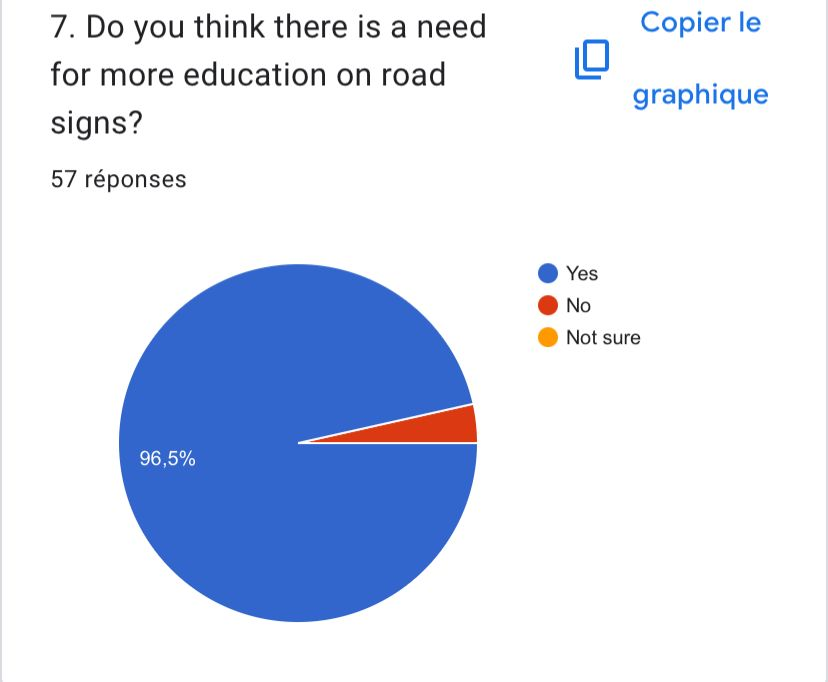 7. Do you think there is a need
for more education on road
signs?
Copier le
graphique
57 réponses
Yes
No
Not sure
96,5%